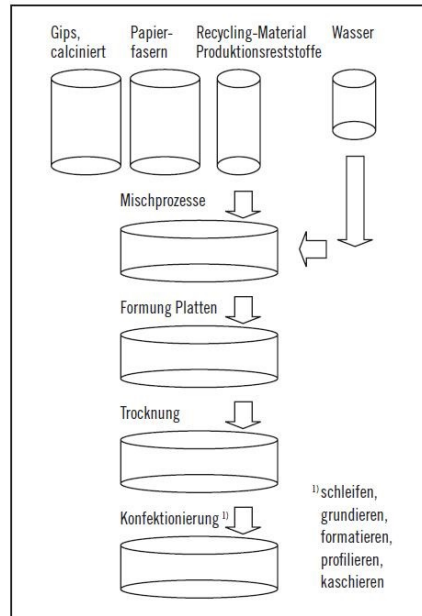 Gips,
calciniert
Papier-
fasern
Recycling-Material
Produktionsreststoffe
Wasser
Mischprozesse
Formung Platten
Trocknung
Konfektionierung 1)
1) schleifen,
grundieren,
formatieren,
profilieren,
kaschieren